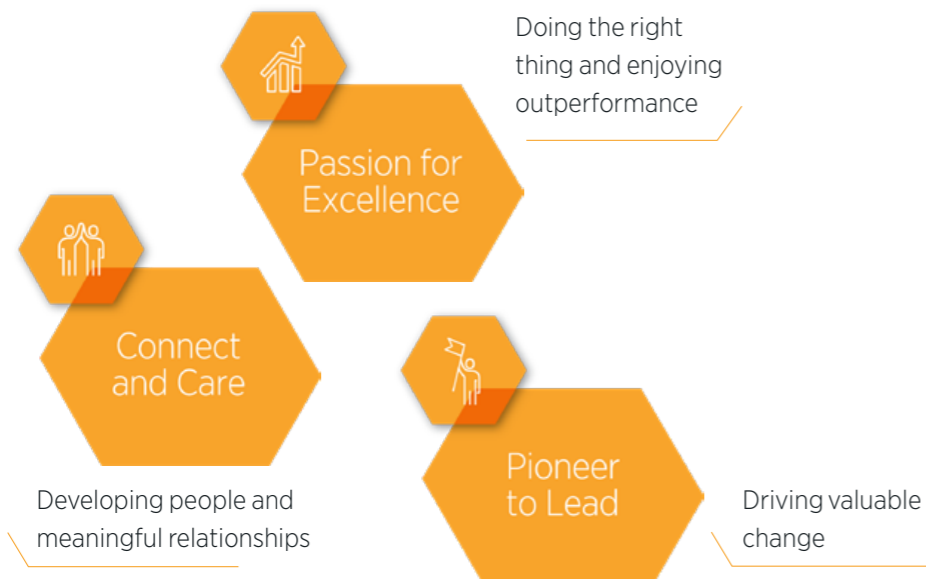 Doing the right
thing and enjoying
outperformance
Passion for
Excellence
Connect
and Care
Developing people and
meaningful relationships
Pioneer
to Lead
Driving valuable
change